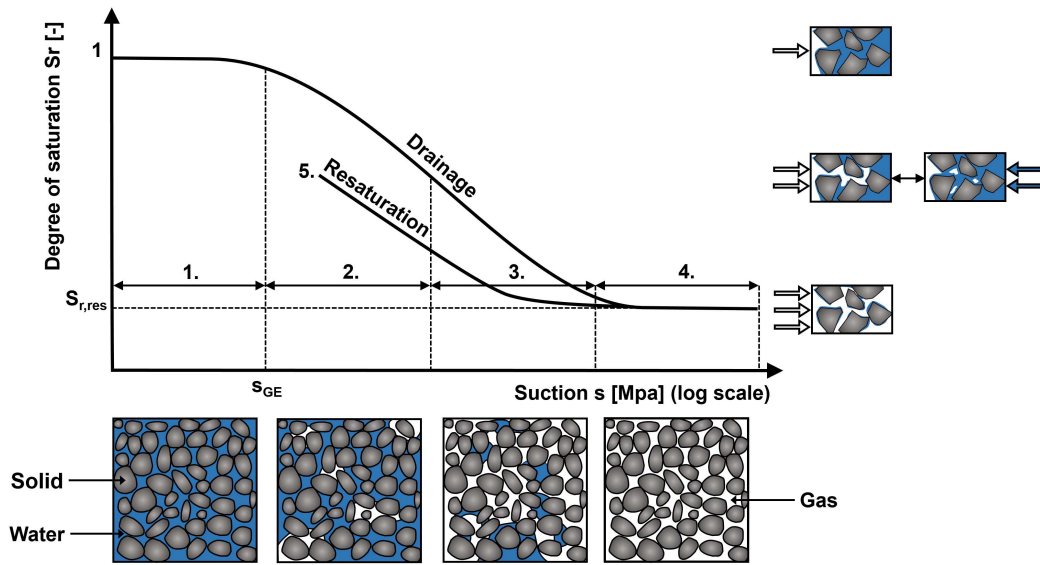 Degree of saturation Sr [-]
1
Drainage
5. Resaturation
1. 2. 3. 4.
Sr,res
sGE
Suction s [Mpa] (log scale)
Solid
Water
Gas